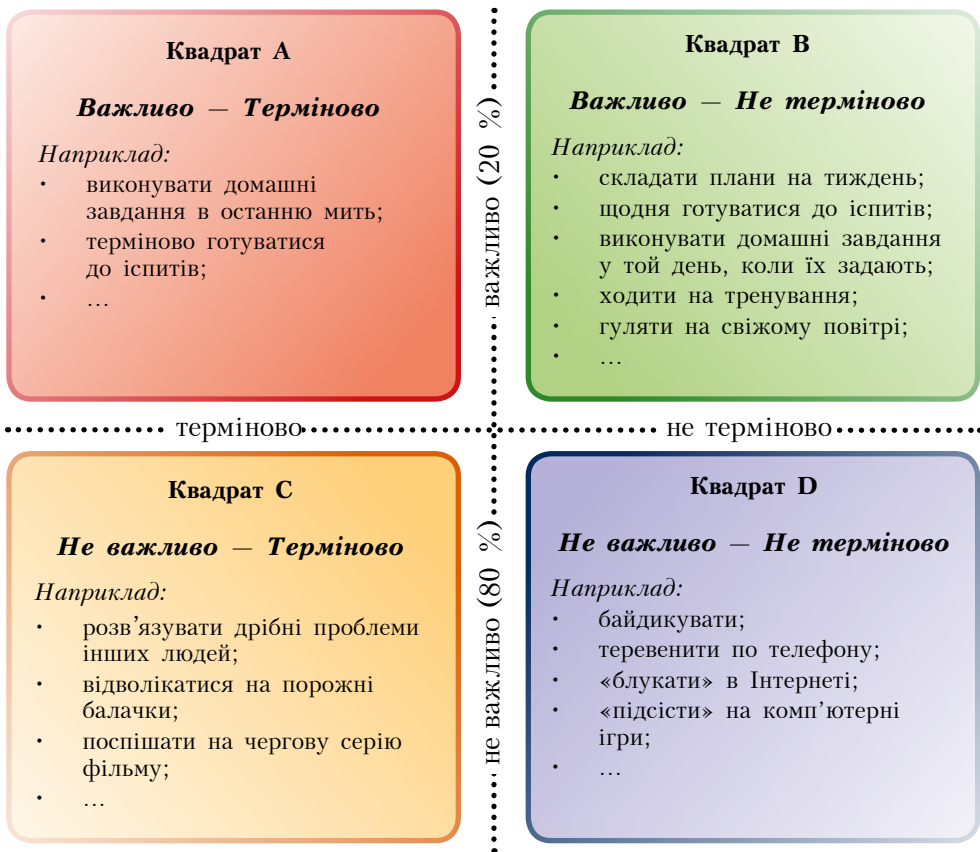 Квадрат А
Важливо — Терміново
Наприклад:
• виконувати домашні
завдання в останню мить;
• терміново готуватися
до іспитів;
• ...
важливо (20 %)
Квадрат В
Важливо — Не терміново
Наприклад:
• складати плани на тиждень;
• щодня готуватися до іспитів;
• виконувати домашні завдання
у той день, коли їх задають;
• ходити на тренування;
• гуляти на свіжому повітрі;
• ...
терміново
не терміново
Квадрат С
Не важливо — Терміново
Наприклад:
• розв’язувати дрібні проблеми
інших людей;
• відволікатися на порожні
балачки;
• поспішати на чергову серію
фільму;
• ...
не важливо (80 %)
Квадрат D
Не важливо — Не терміново
Наприклад:
• байдикувати;
• теревенити по телефону;
• «блукати» в Інтернеті;
• «підсісти» на комп’ютерні
ігри;
• ...